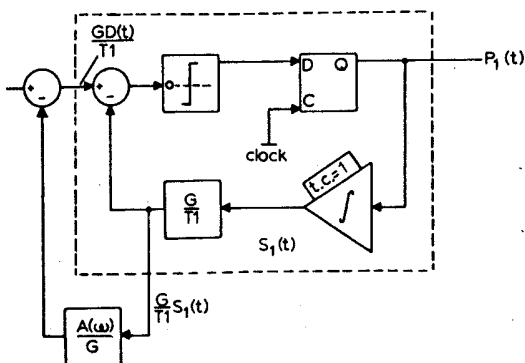 GD(t)
T1
+
-
+
-
D Q
C
P₁(t)
clock
t.c.=1
∫
G
T1
S₁(t)
G
T1 S₁(t)
A(ω)
G